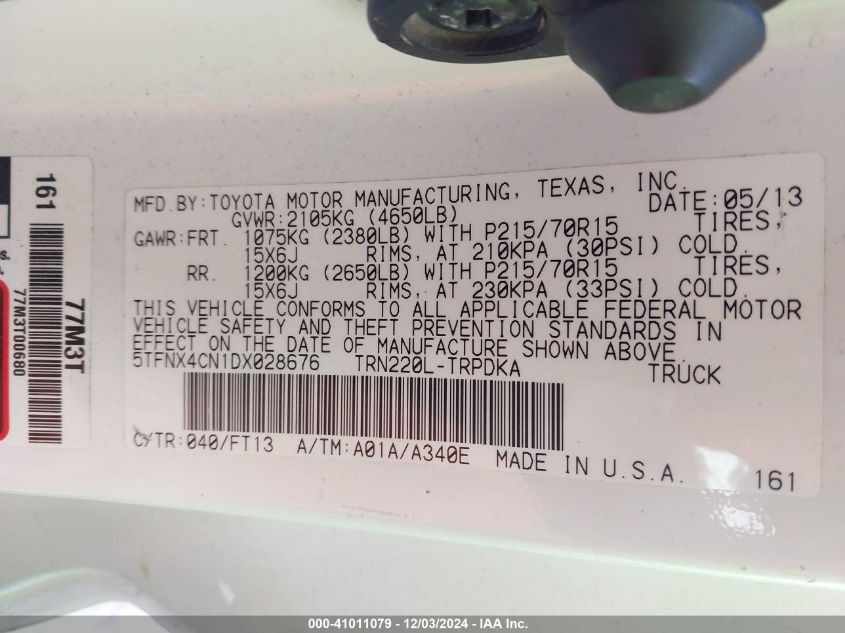 MFD.BY:TOYOTA MOTOR MANUFACTURING, TEXAS, INC.
GVWR:2105KG (4650LB) DATE:05/13
GAWR:FRT. 1075KG (2380LB) WITH P215/70R15 TIRES,
15X6J RIMS, AT 210KPA (30PSI) COLD.
RR. 1200KG (2650LB) WITH P215/70R15 TIRES,
15X6J RIMS, AT 230KPA (33PSI) COLD.
THIS VEHICLE CONFORMS TO ALL APPLICABLE FEDERAL MOTOR
VEHICLE SAFETY AND THEFT PREVENTION STANDARDS IN
EFFECT ON THE DATE OF MANUFACTURE SHOWN ABOVE.
5TFNX4CN1DX028676 TRN220L-TRPDKA TRUCK
C/TR:040/FT13 A/TM:A01A/A340E MADE IN U.S.A.
161
161
77M3T
77M3T00680
s.
000-41011079 - 12/03/2024 - IAA Inc.